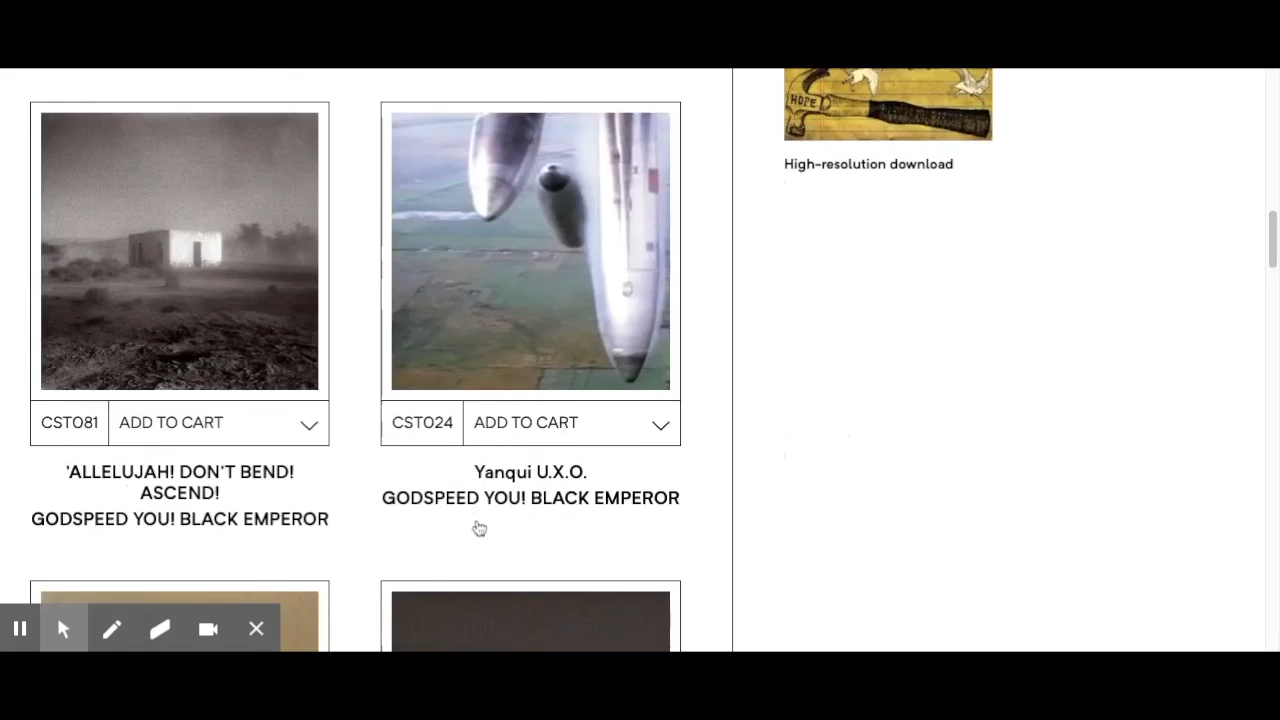 HOPE
High-resolution download
CST081
ADD TO CART
CST024
ADD TO CART
'ALLELUJAH! DON'T BEND!
ASCEND!
GODSPEED YOU! BLACK EMPEROR
Yanqui U.X.O.
GODSPEED YOU! BLACK EMPEROR